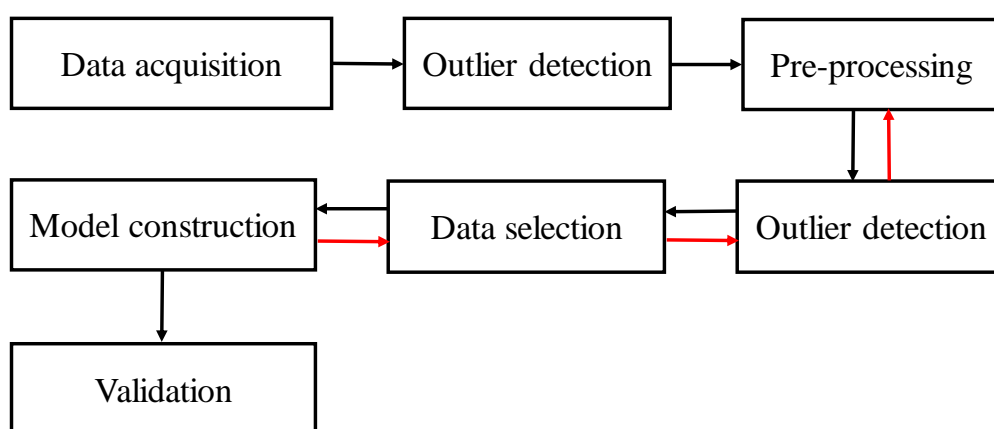 Data acquisition
Outlier detection
Pre-processing
Model construction
Data selection
Outlier detection
Validation